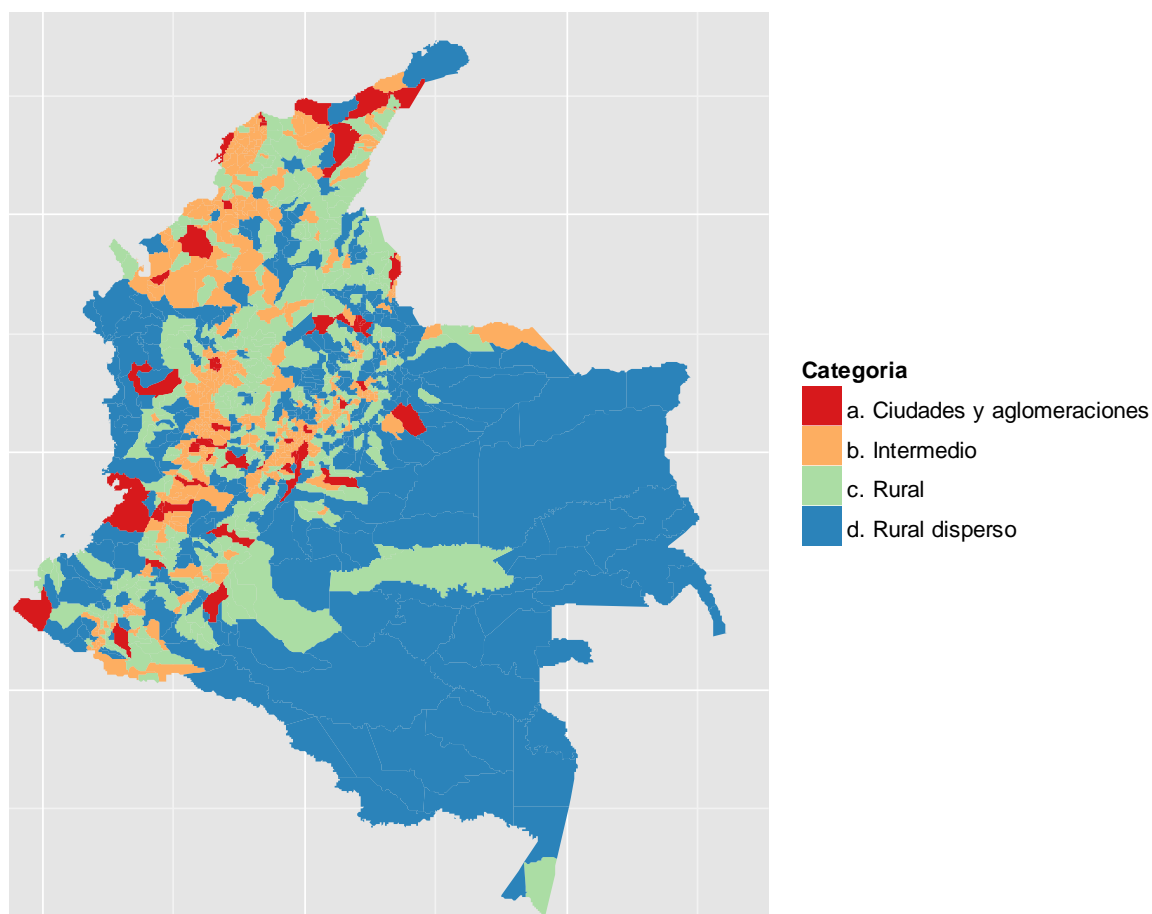 Categoria
a. Ciudades y aglomeraciones
b. Intermedio
c. Rural
d. Rural disperso